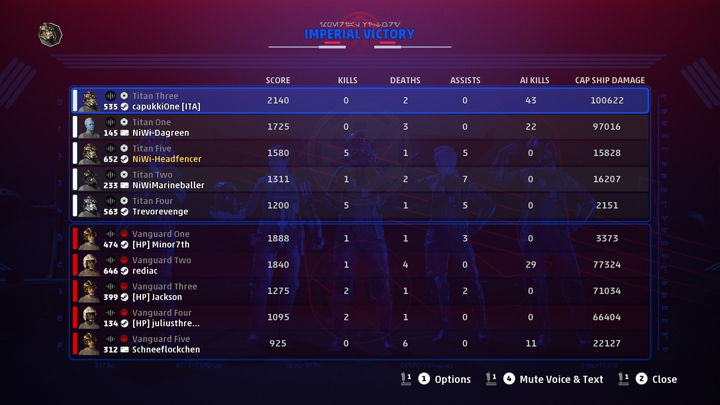 IMPERIAL VICTORY
SCORE KILLS DEATHS ASSISTS AI KILLS CAP SHIP DAMAGE
Titan Three
535 capukkiOne [ITA] 2140 0 2 0 43 100622
Titan One
145 NiWi-Dagreen 1725 0 3 0 22 97016
Titan Five
652 NiWi-Headfencer 1580 5 1 5 0 15828
Titan Two
233 NiWiMarineballer 1311 1 2 7 0 16207
Titan Four
563 Trevorevenge 1200 5 1 5 0 2151
Vanguard One
474 [HP] Minor7th 1888 1 1 3 0 3373
Vanguard Two
646 rediac 1840 1 4 0 29 77324
Vanguard Three
399 [HP] Jackson 1275 2 1 2 0 71034
Vanguard Four
134 [HP] juliusthre... 1095 2 1 0 0 66404
Vanguard Five
312 Schneeflockchen 925 0 6 0 11 22127
1 1 Options 1 4 Mute Voice & Text 1 2 Close